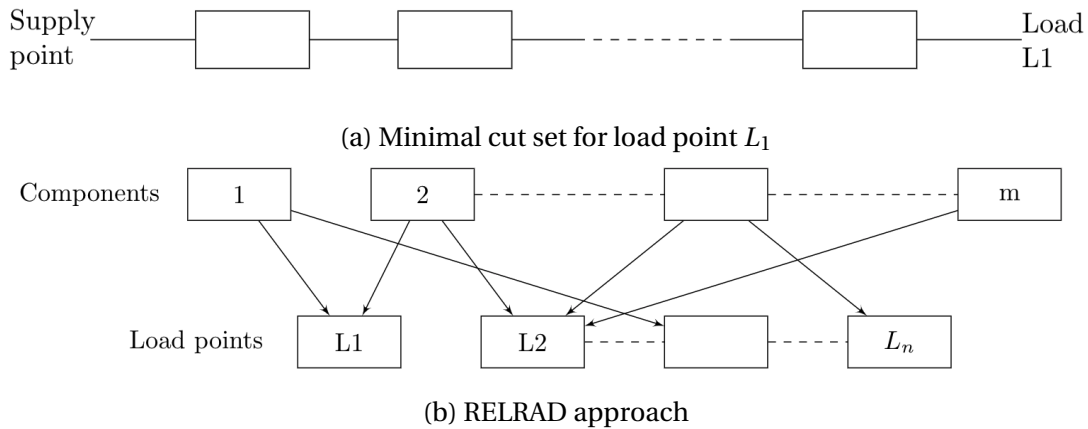 Supply
point
Load
L1
(a) Minimal cut set for load point L₁
Components
1
2
m
Load points
L1
L2
Lₙ
(b) RELRAD approach